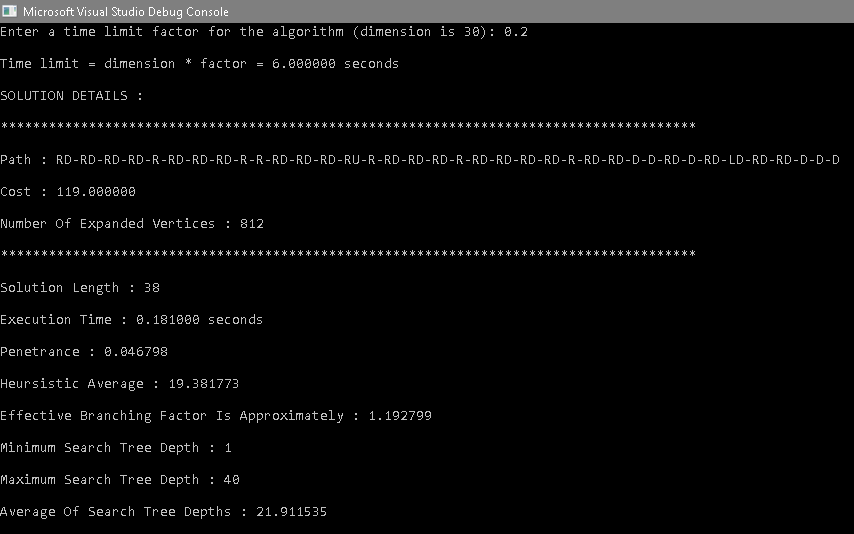 Microsoft Visual Studio Debug Console
Enter a time limit factor for the algorithm (dimension is 30): 0.2
Time limit = dimension * factor = 6.000000 seconds
SOLUTION DETAILS :
***************************************************************************************
Path : RD-RD-RD-RD-R-RD-RD-RD-R-R-RD-RD-RD-RU-R-RD-RD-RD-R-RD-RD-RD-RD-R-RD-RD-D-D-RD-D-RD-LD-RD-RD-D-D-D
Cost : 119.000000
Number Of Expanded Vertices : 812
***************************************************************************************
Solution Length : 38
Execution Time : 0.181000 seconds
Penetrance : 0.046798
Heursistic Average : 19.381773
Effective Branching Factor Is Approximately : 1.192799
Minimum Search Tree Depth : 1
Maximum Search Tree Depth : 40
Average Of Search Tree Depths : 21.911535